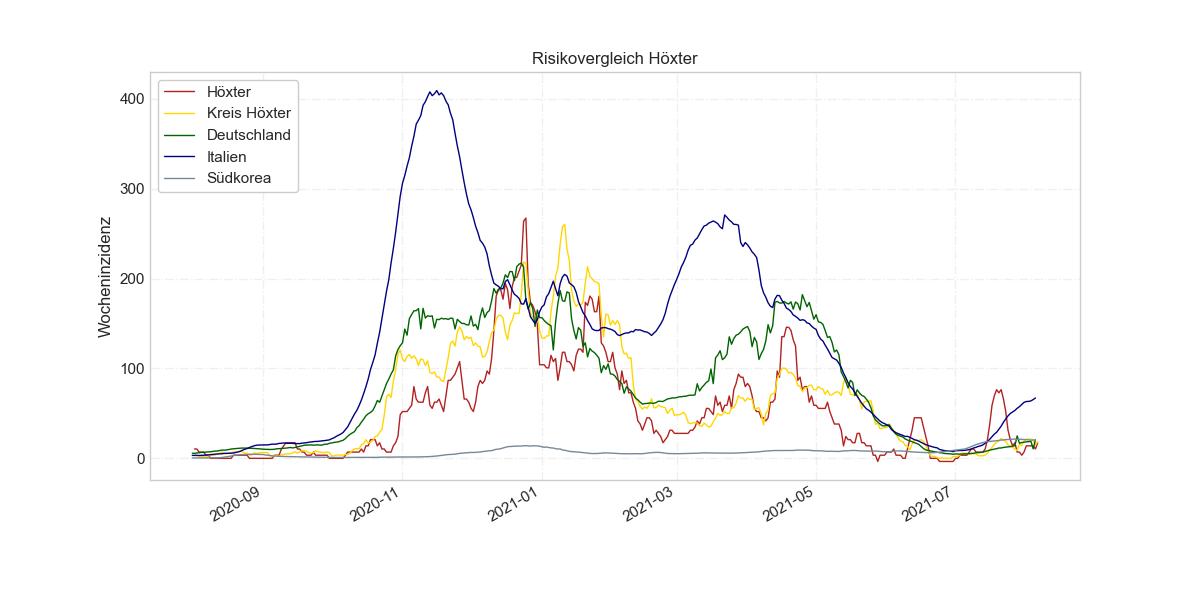 Risikovergleich Höxter
Höxter
Kreis Höxter
Deutschland
Italien
Südkorea
Wocheninzidenz
400
300
200
100
0
2020-09
2020-11
2021-01
2021-03
2021-05
2021-07